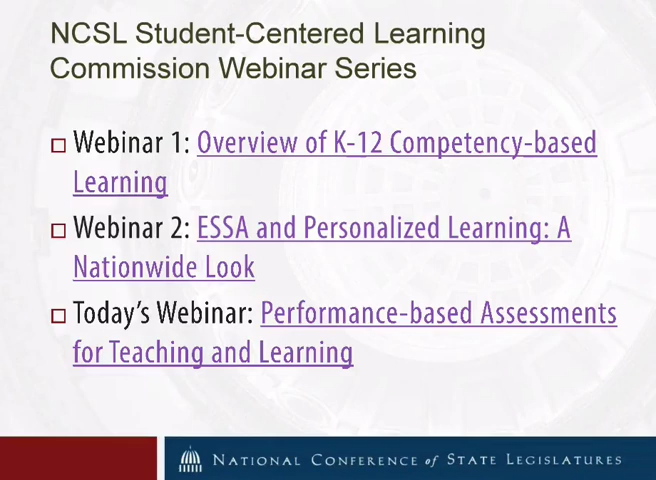 NCSL Student-Centered Learning
Commission Webinar Series
Webinar 1: Overview of K-12 Competency-based
Learning
Webinar 2: ESSA and Personalized Learning: A
Nationwide Look
Today's Webinar: Performance-based Assessments
for Teaching and Learning
NATIONAL CONFERENCE of STATE LEGISLATURES